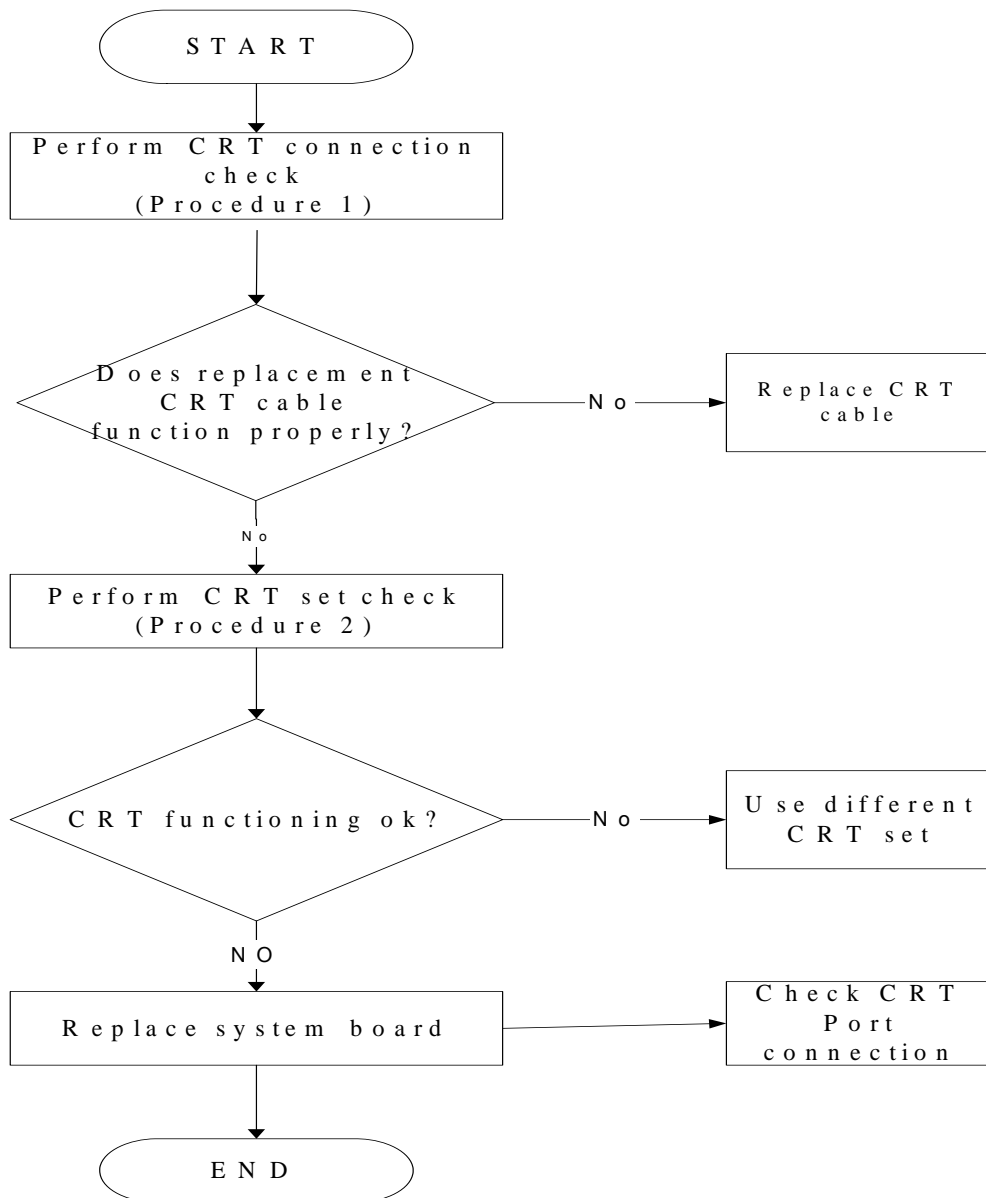 START
Perform CRT connection
check
(Procedure 1)
Does replacement
CRT cable
function properly?
No
Replace CRT
cable
No
Perform CRT set check
(Procedure 2)
CRT functioning ok?
No
Use different
CRT set
NO
Replace system board
Check CRT
Port
connection
END